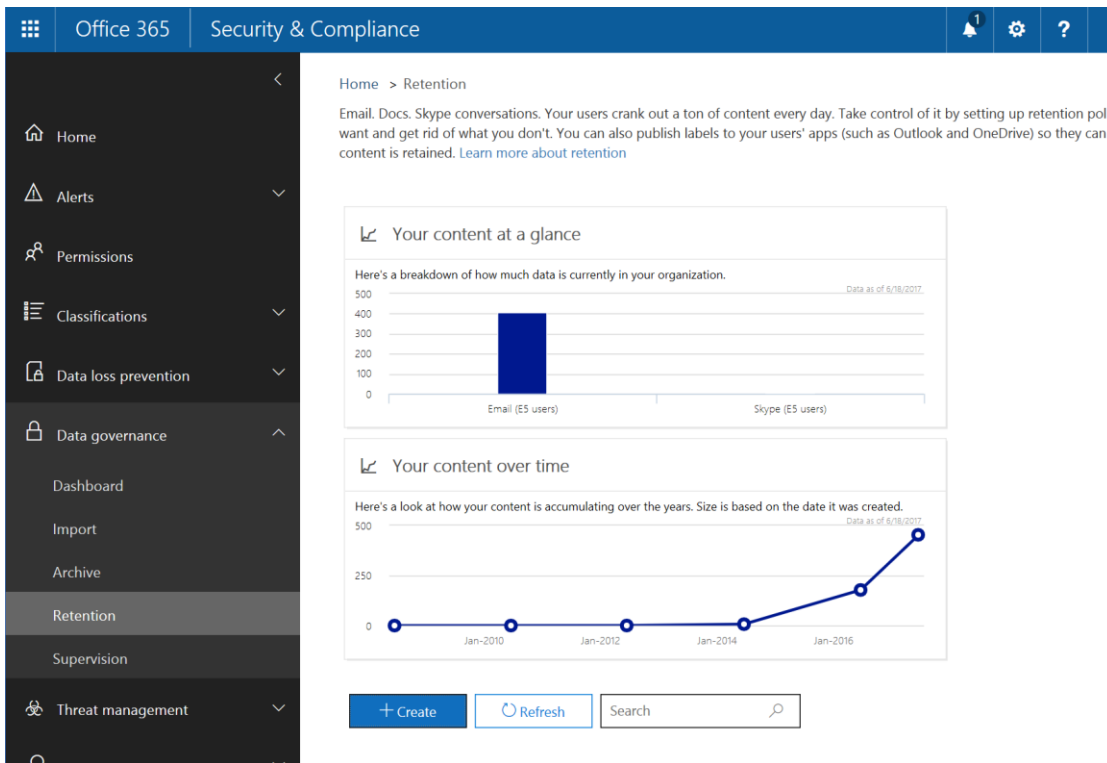 Office 365
Security & Compliance
1
?
Home
Alerts
Permissions
Classifications
Data loss prevention
Data governance
Dashboard
Import
Archive
Retention
Supervision
Threat management
Home > Retention
Email. Docs. Skype conversations. Your users crank out a ton of content every day. Take control of it by setting up retention pol
want and get rid of what you don't. You can also publish labels to your users' apps (such as Outlook and OneDrive) so they can
content is retained. Learn more about retention
Your content at a glance
Here's a breakdown of how much data is currently in your organization.
Data as of 6/18/2017
500
400
300
200
100
0
Email (E5 users)
Skype (E5 users)
Your content over time
Here's a look at how your content is accumulating over the years. Size is based on the date it was created.
Data as of 6/18/2017
500
250
0
Jan-2010
Jan-2012
Jan-2014
Jan-2016
+ Create
Refresh
Search